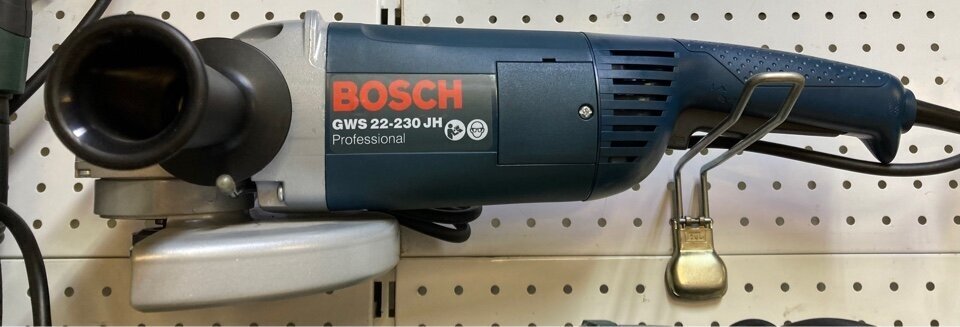 BOSCH
GWS 22-230 JH
Professional